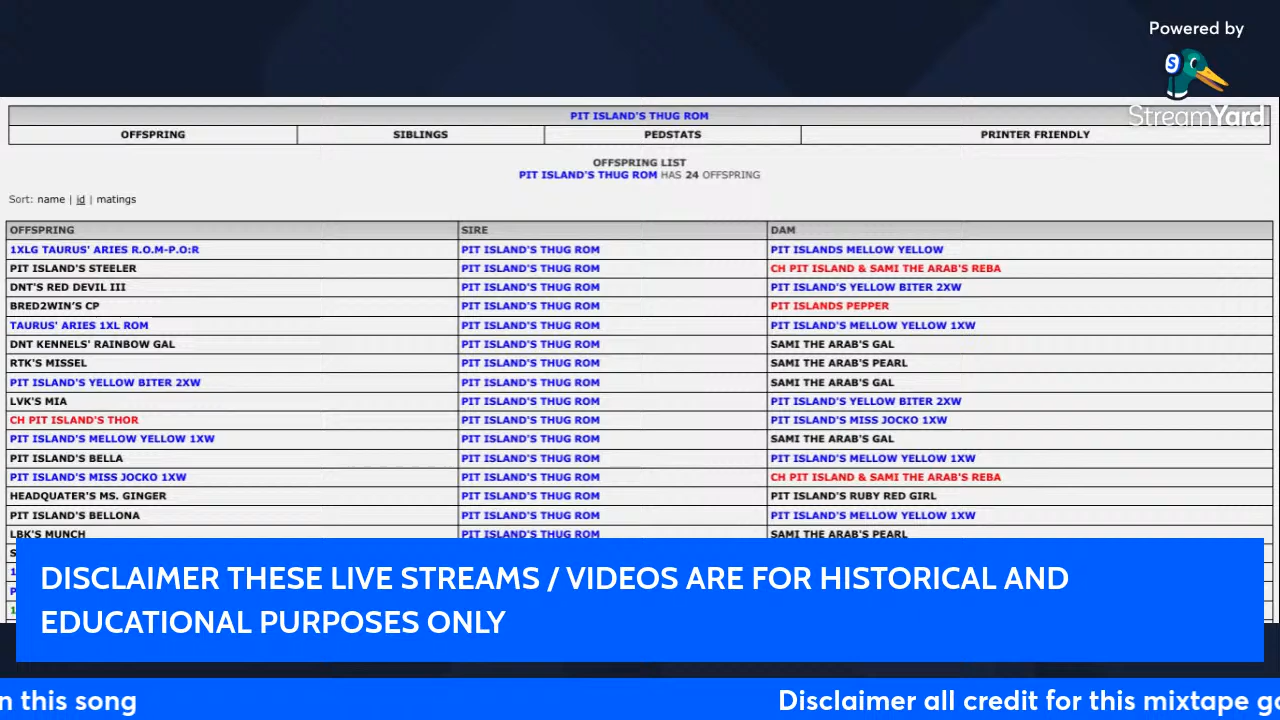 Powered by
StreamYard
PIT ISLAND'S THUG ROM
OFFSPRING SIBLINGS PEDSTATS PRINTER FRIENDLY
OFFSPRING LIST
PIT ISLAND'S THUG ROM HAS 24 OFFSPRING
Sort: name | id | matings
OFFSPRING SIRE DAM
1XLG TAURUS' ARIES R.O.M-P.O:R PIT ISLAND'S THUG ROM PIT ISLANDS MELLOW YELLOW
PIT ISLAND'S STEELER PIT ISLAND'S THUG ROM CH PIT ISLAND & SAMI THE ARAB'S REBA
DNT'S RED DEVIL III PIT ISLAND'S THUG ROM PIT ISLAND'S YELLOW BITER 2XW
BRED2WIN'S CP PIT ISLAND'S THUG ROM PIT ISLANDS PEPPER
TAURUS' ARIES 1XL ROM PIT ISLAND'S THUG ROM PIT ISLAND'S MELLOW YELLOW 1XW
DNT KENNELS' RAINBOW GAL PIT ISLAND'S THUG ROM SAMI THE ARAB'S GAL
RTK'S MISSEL PIT ISLAND'S THUG ROM SAMI THE ARAB'S PEARL
PIT ISLAND'S YELLOW BITER 2XW PIT ISLAND'S THUG ROM SAMI THE ARAB'S GAL
LVK'S MIA PIT ISLAND'S THUG ROM PIT ISLAND'S YELLOW BITER 2XW
CH PIT ISLAND'S THOR PIT ISLAND'S THUG ROM PIT ISLAND'S MISS JOCKO 1XW
PIT ISLAND'S MELLOW YELLOW 1XW PIT ISLAND'S THUG ROM SAMI THE ARAB'S GAL
PIT ISLAND'S BELLA PIT ISLAND'S THUG ROM PIT ISLAND'S MELLOW YELLOW 1XW
PIT ISLAND'S MISS JOCKO 1XW PIT ISLAND'S THUG ROM CH PIT ISLAND & SAMI THE ARAB'S REBA
HEADQUATER'S MS. GINGER PIT ISLAND'S THUG ROM PIT ISLAND'S RUBY RED GIRL
PIT ISLAND'S BELLONA PIT ISLAND'S THUG ROM PIT ISLAND'S MELLOW YELLOW 1XW
LBK'S MUNCH PIT ISLAND'S THUG ROM SAMI THE ARAB'S PEARL
DISCLAIMER THESE LIVE STREAMS / VIDEOS ARE FOR HISTORICAL AND
EDUCATIONAL PURPOSES ONLY
n this song Disclaimer all credit for this mixtape go